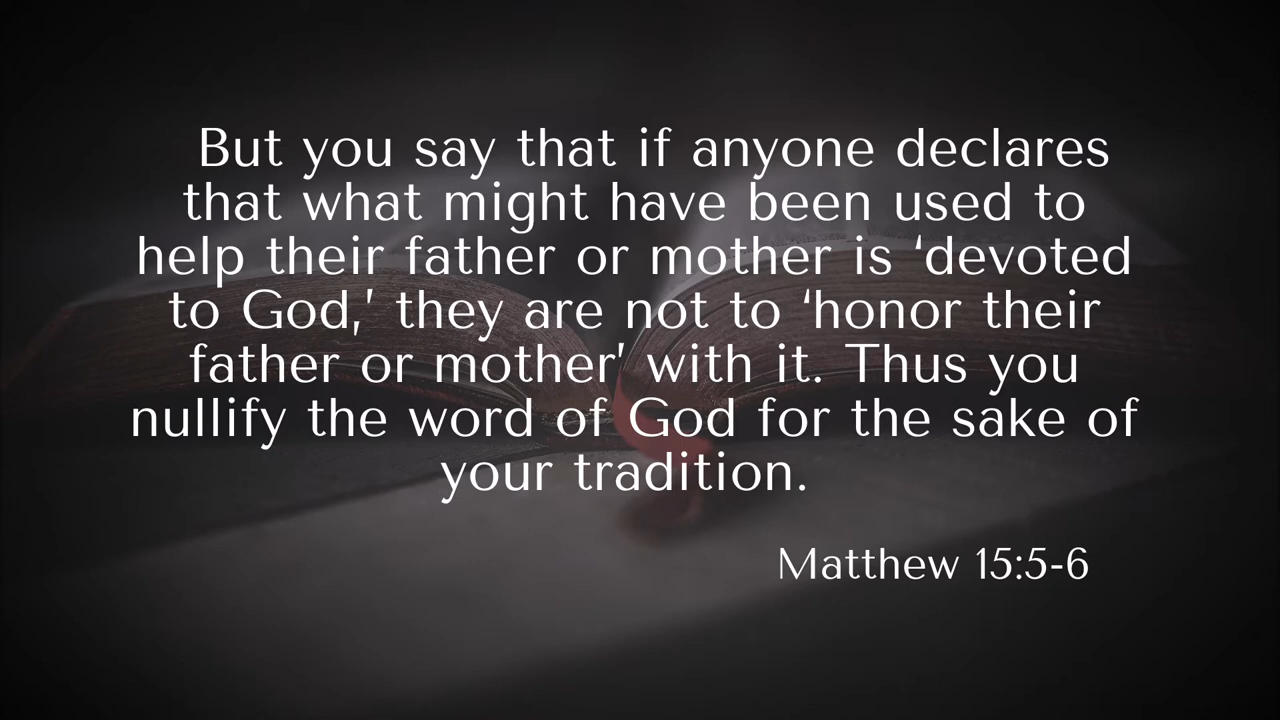 But you say that if anyone declares
that what might have been used to
help their father or mother is ‘devoted
to God,’ they are not to ‘honor their
father or mother’ with it. Thus you
nullify the word of God for the sake of
your tradition.
Matthew 15:5-6